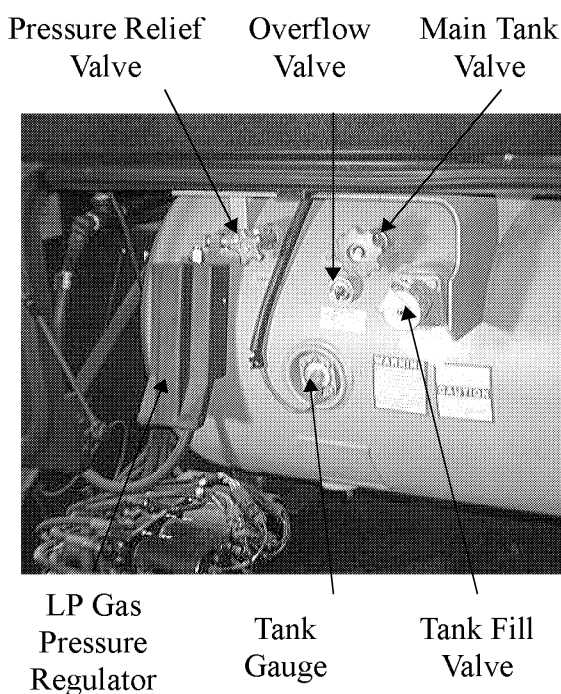 Pressure Relief
Valve
Overflow
Valve
Main Tank
Valve
WARNING
CAUTION
LP Gas
Pressure
Regulator
Tank
Gauge
Tank Fill
Valve